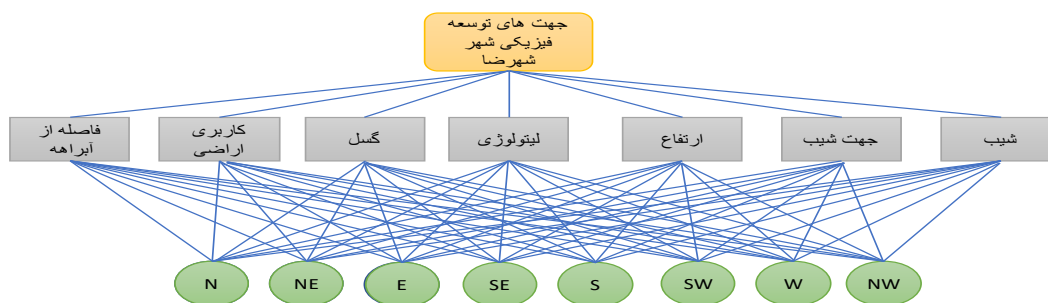 جهت های توسعه
فیزیکی شهر
شهرضا
شیب
جهت شیب
ارتفاع
لیتولوژی
گسل
کاربری
اراضی
فاصله از
آبراهه
N
NE
E
SE
S
SW
W
NW